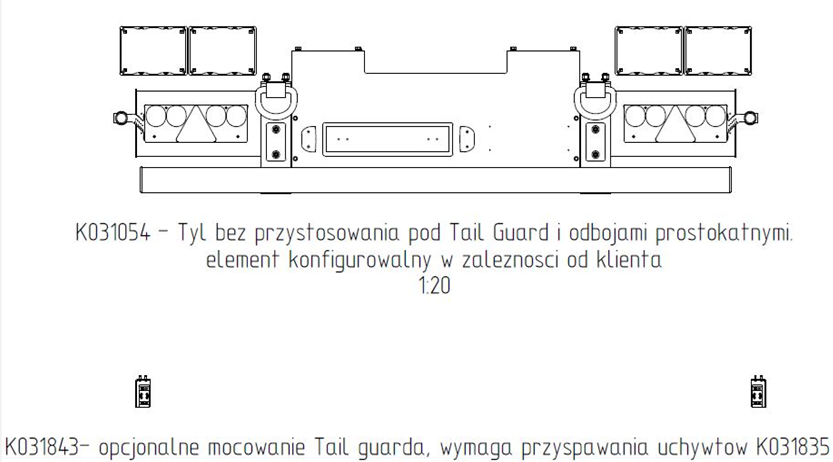 K031054 - Tyl bez przystosowania pod Tail Guard i odbojami prostokatnymi.
element konfigurowalny w zaleznosci od klienta
1:20
K031843- opcjonalne mocowanie Tail guarda, wymaga przyspawania uchywtow K031835